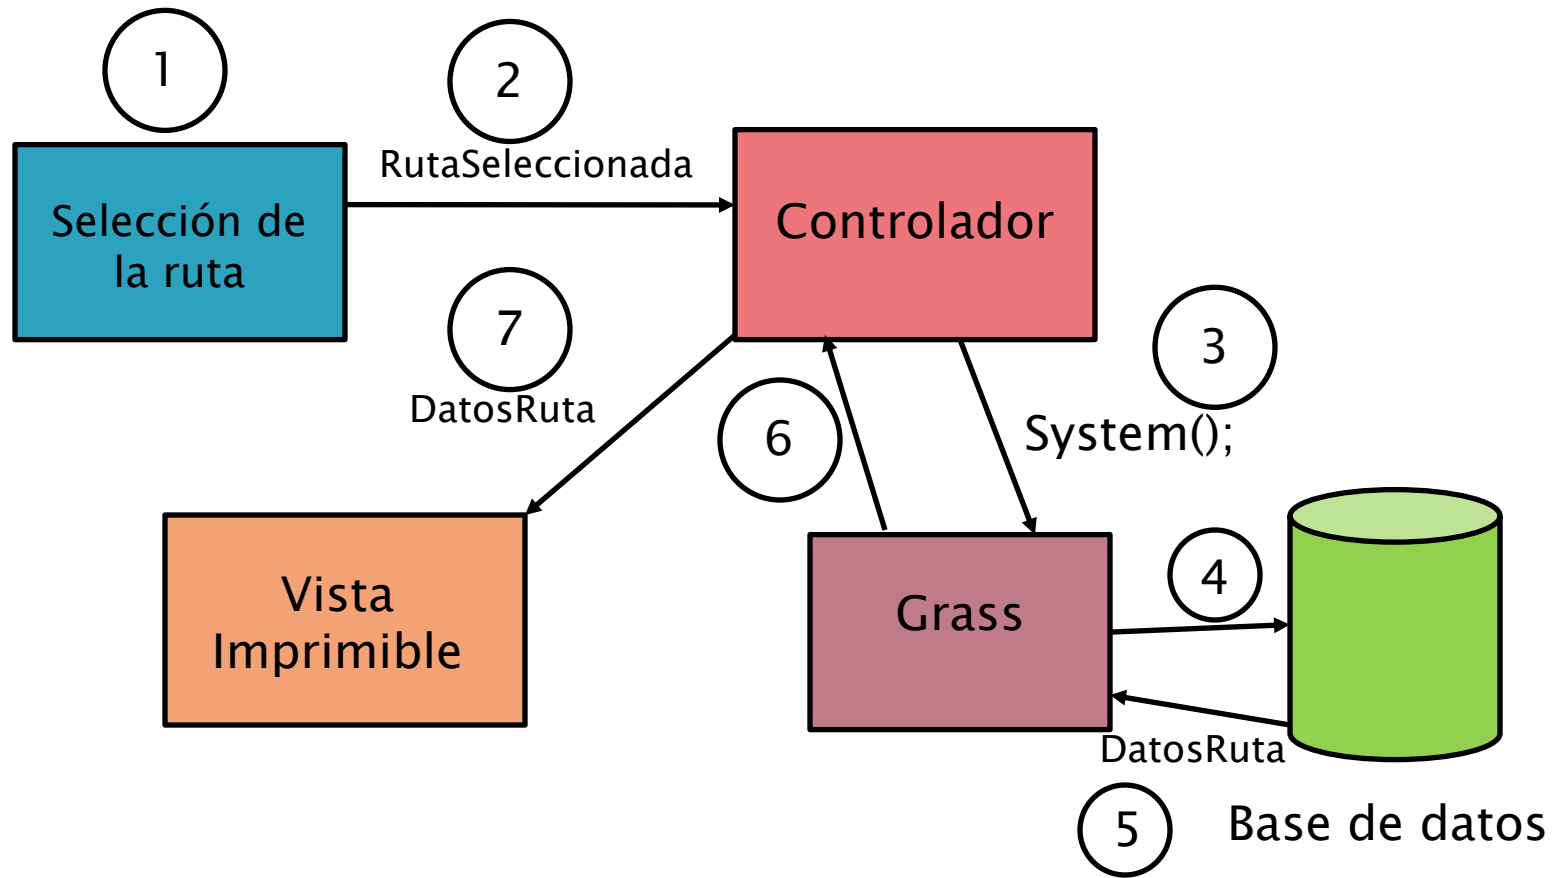 1
2
RutaSeleccionada
Selección de
la ruta
Controlador
7
DatosRuta
3
System();
6
Vista
Imprimible
Grass
4
DatosRuta
5
Base de datos